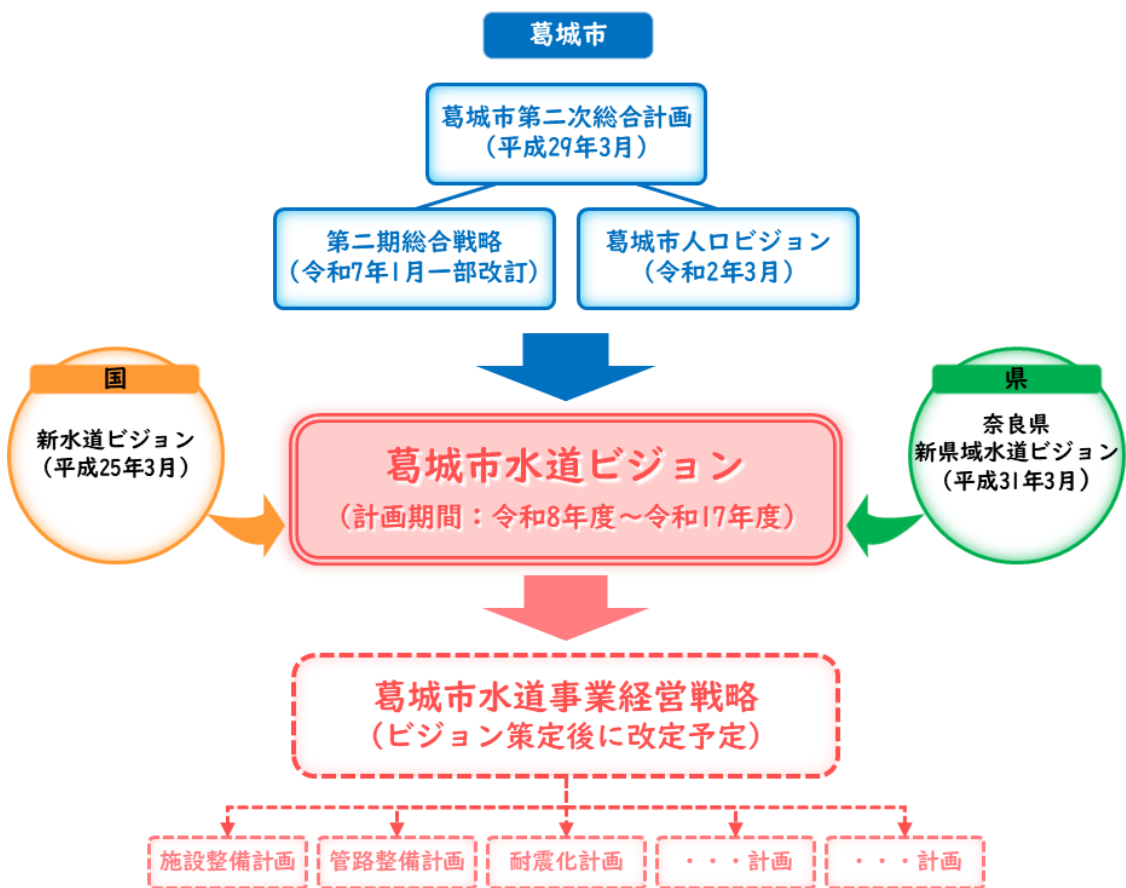 葛城市
葛城市第二次総合計画
（平成29年3月）
第二期総合戦略
（令和7年1月一部改訂）
葛城市人口ビジョン
（令和2年3月）
国
新水道ビジョン
（平成25年3月）
県
奈良県
新県域水道ビジョン
（平成31年3月）
葛城市水道ビジョン
（計画期間：令和8年度～令和17年度）
葛城市水道事業経営戦略
（ビジョン策定後に改定予定）
施設整備計画
管路整備計画
耐震化計画
・・・計画
・・・計画